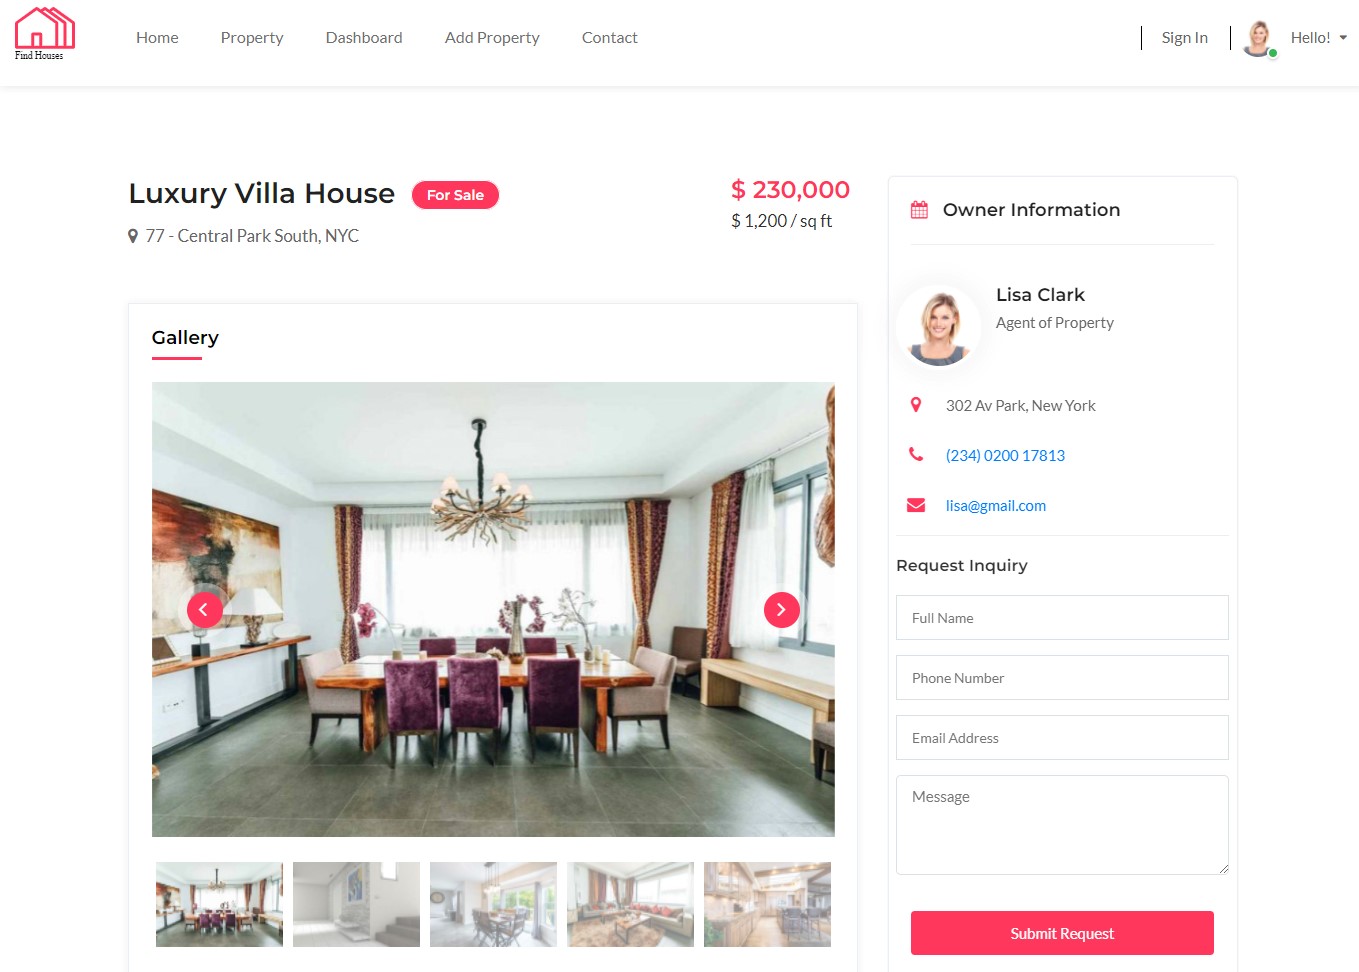 Find Houses
Home
Property
Dashboard
Add Property
Contact
Sign In
Hello!
Luxury Villa House
For Sale
$ 230,000
$ 1,200 / sq ft
77 - Central Park South, NYC
Gallery
Owner Information
Lisa Clark
Agent of Property
302 Av Park, New York
(234) 0200 17813
lisa@gmail.com
Request Inquiry
Full Name
Phone Number
Email Address
Message
Submit Request